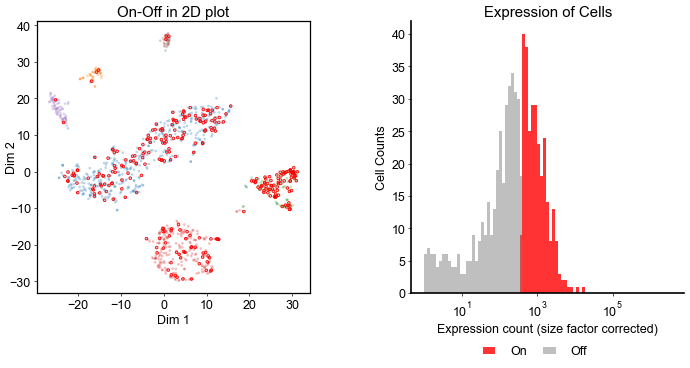 On-Off in 2D plot
40
30
20
10
0
−10
−20
−30
Dim 2
−20 −10 0 10 20 30
Dim 1
Expression of Cells
40
35
30
25
20
15
10
5
0
Cell Counts
10¹ 10³ 10⁵
Expression count (size factor corrected)
On Off